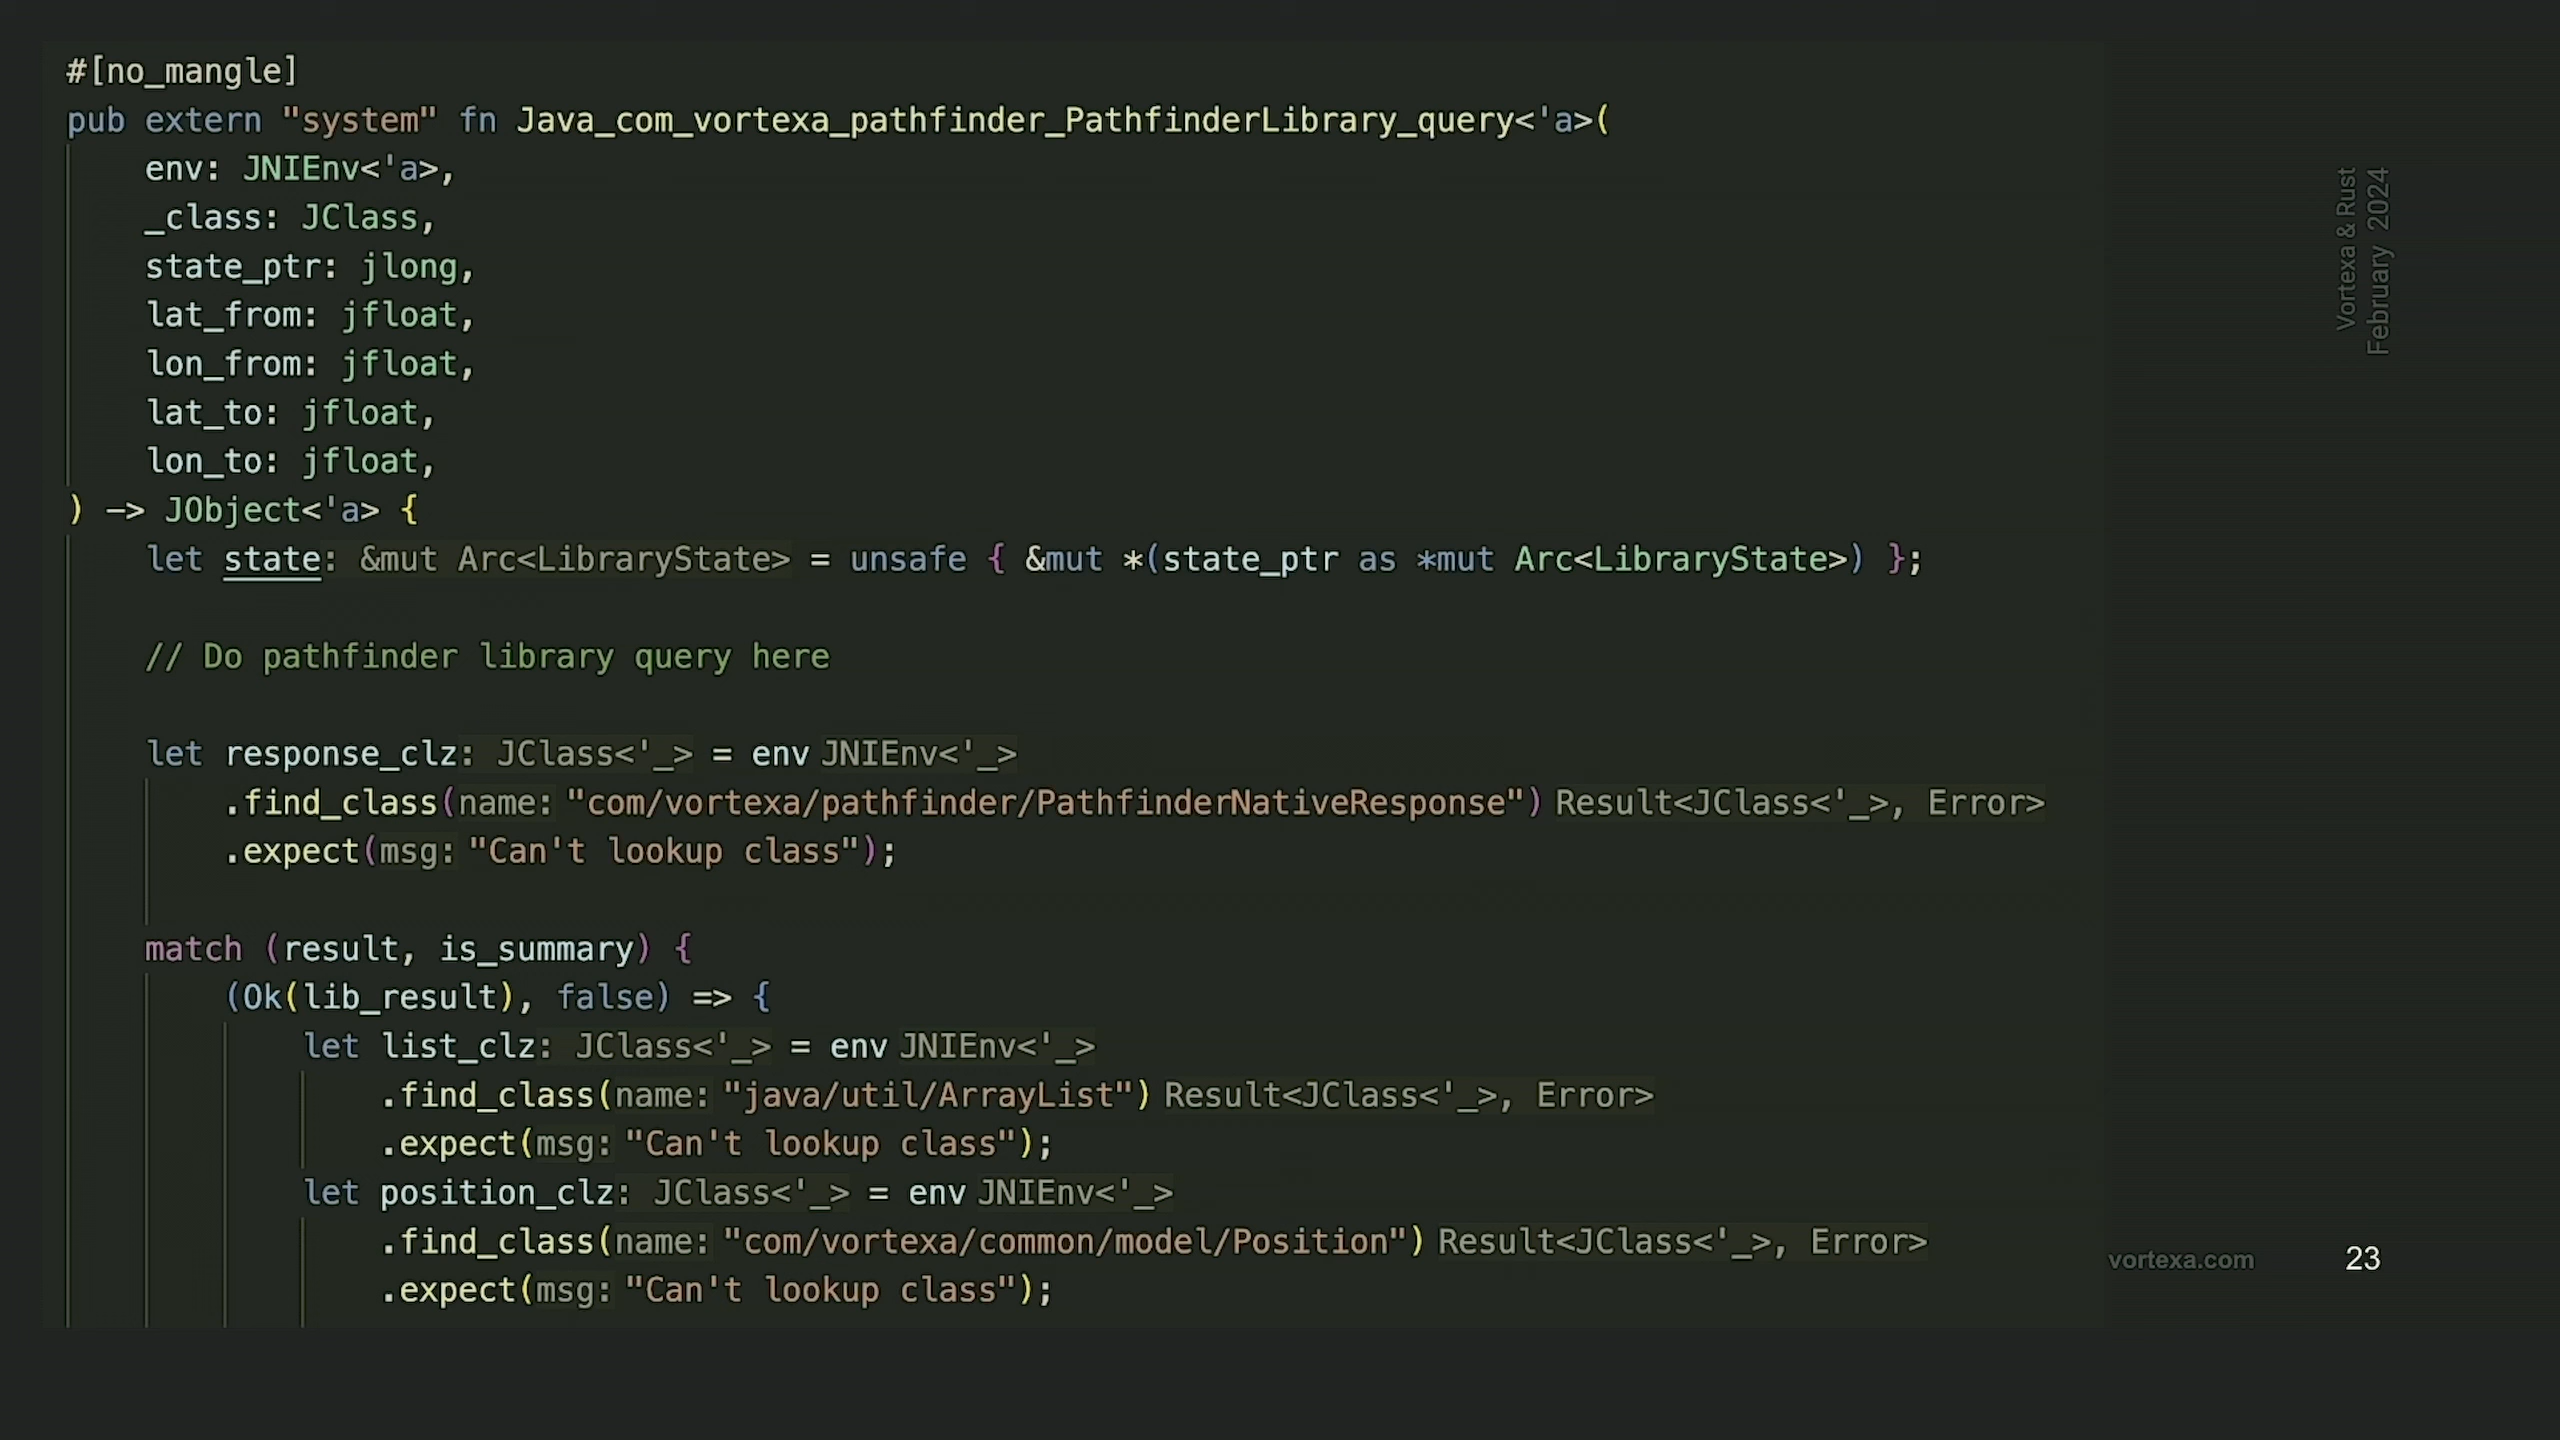 #[no_mangle]
pub extern "system" fn Java_com_vortexa_pathfinder_PathfinderLibrary_query<'a>(
    env: JNIEnv<'a>,
    _class: JClass,
    state_ptr: jlong,
    lat_from: jfloat,
    lon_from: jfloat,
    lat_to: jfloat,
    lon_to: jfloat,
) -> JObject<'a> {
    let state: &mut Arc<LibraryState> = unsafe { &mut *(state_ptr as *mut Arc<LibraryState>) };
    // Do pathfinder library query here
    let response_clz: JClass<'_> = env JNIEnv<'_>
        .find_class(name: "com/vortexa/pathfinder/PathfinderNativeResponse") Result<JClass<'_>, Error>
        .expect(msg: "Can't lookup class");
    match (result, is_summary) {
        (Ok(lib_result), false) => {
            let list_clz: JClass<'_> = env JNIEnv<'_>
                .find_class(name: "java/util/ArrayList") Result<JClass<'_>, Error>
                .expect(msg: "Can't lookup class");
            let position_clz: JClass<'_> = env JNIEnv<'_>
                .find_class(name: "com/vortexa/common/model/Position") Result<JClass<'_>, Error>
                .expect(msg: "Can't lookup class");
Vortexa & Rust
February 2024
vortexa.com
23